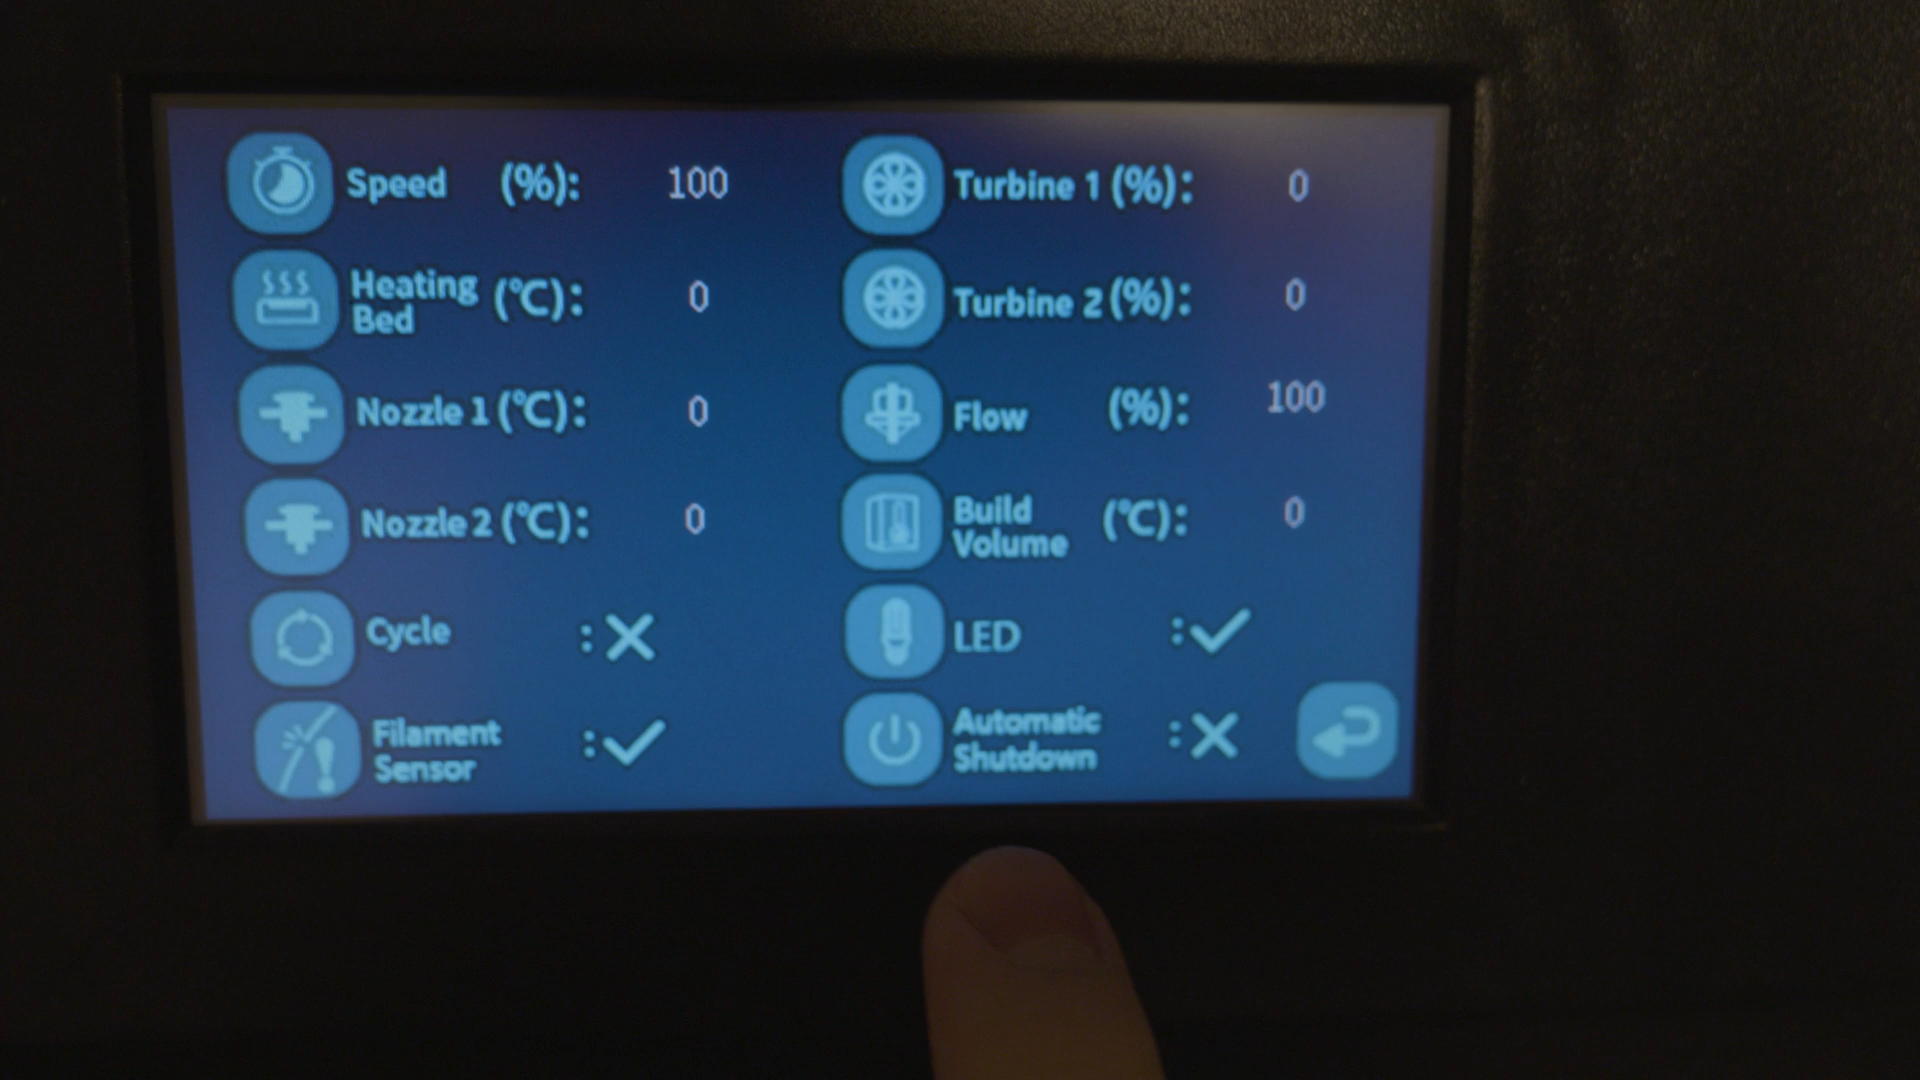 Speed (%): 100
Turbine 1 (%): 0
Heating Bed (℃): 0
Turbine 2 (%): 0
Nozzle 1 (℃): 0
Flow (%): 100
Nozzle 2 (℃): 0
Build Volume (℃): 0
Cycle :
LED :
Filament Sensor :
Automatic Shutdown :